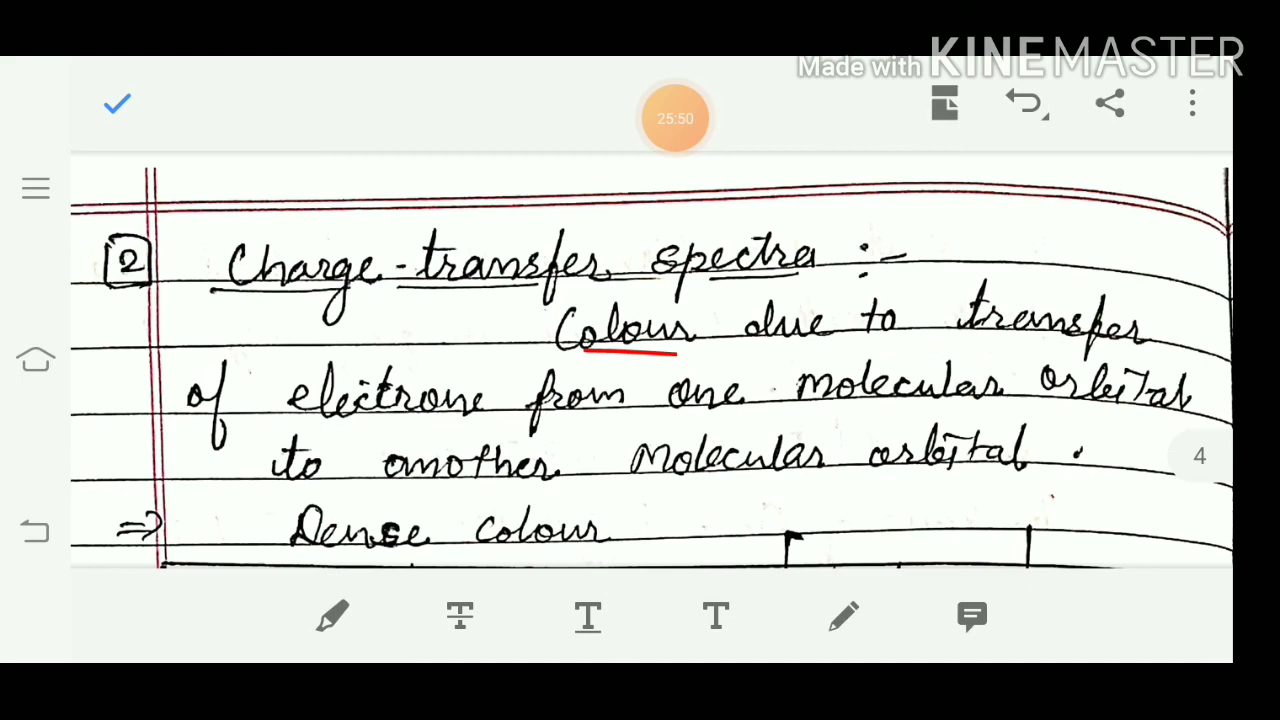 Made with KINEMASTER
25:50
2 Charge-transfer spectra :-
Colour due to transfer
of electrone from one molecular orbital
to another molecular orbital .
4
⇒ Dense colour